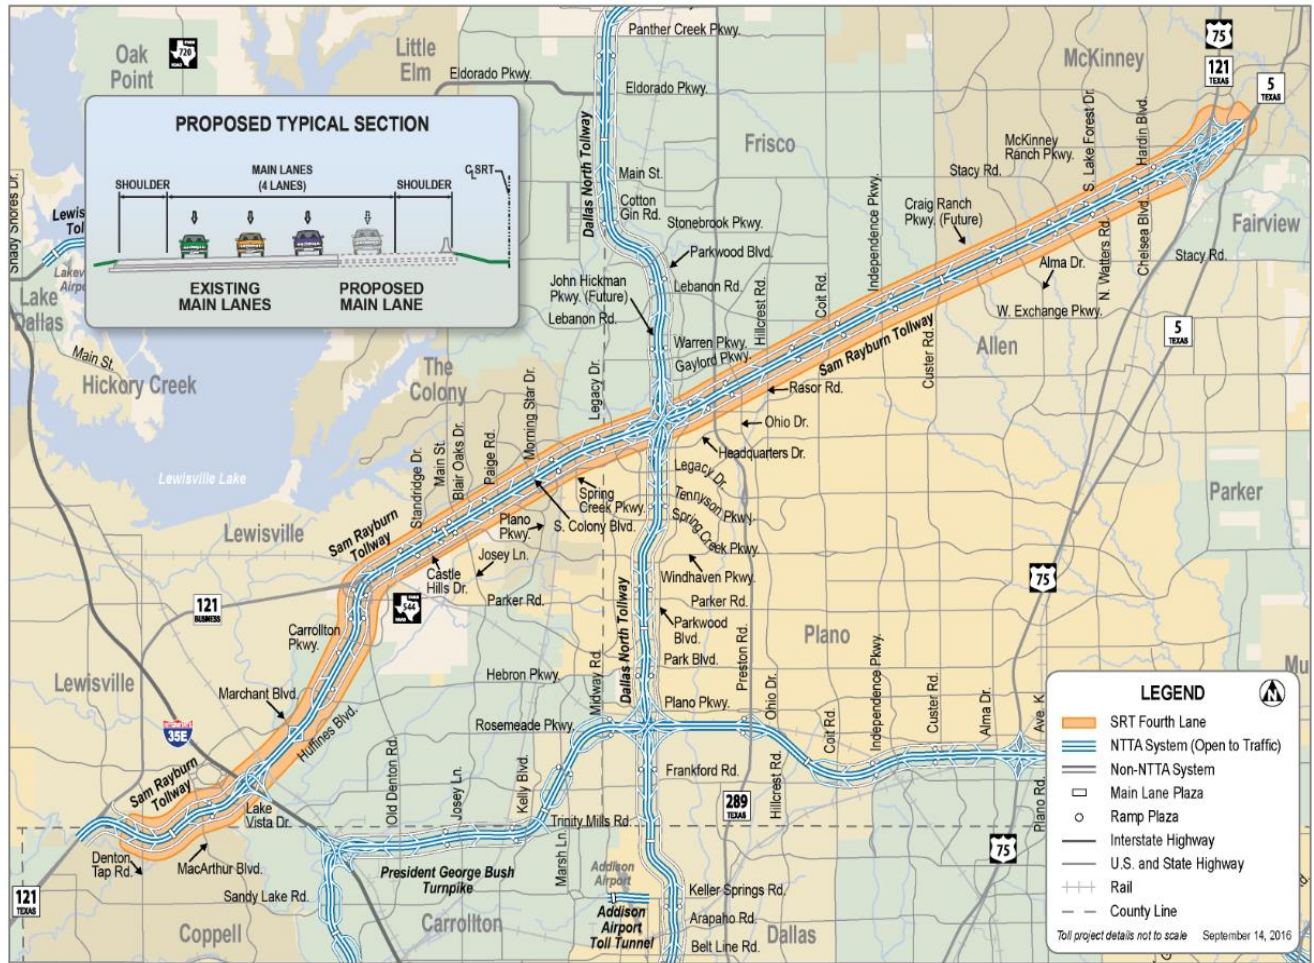 Oak
Point
720
Little
Elm
Panther Creek Pkwy.
Eldorado Pkwy.
Eldorado Pkwy.
McKinney
75
121
TEXAS
5
TEXAS
PROPOSED TYPICAL SECTION
MAIN LANES
(4 LANES)
SHOULDER
SHOULDER
CL SRT
EXISTING
MAIN LANES
PROPOSED
MAIN LANE
Shady Shores Dr.
Lake
Dallas
Main St.
Hickory Creek
Lewisville Lake
The
Colony
Dallas North Tollway
Main St.
Cotton
Gin Rd.
Frisco
Stonebrook Pkwy.
Parkwood Blvd.
John Hickman
Pkwy. (Future)
Lebanon Rd.
Lebanon Rd.
Warren Pkwy.
Gaylord Pkwy.
Hillcrest Rd.
Coit Rd.
Independence Pkwy.
Stacy Rd.
McKinney
Ranch Pkwy.
S. Lake Forest Dr.
Hardin Blvd.
Craig Ranch
Pkwy. (Future)
Alma Dr.
N. Watters Rd.
Chelsea Blvd.
Fairview
Stacy Rd.
W. Exchange Pkwy.
5
TEXAS
Allen
Custer Rd.
Sam Rayburn Tollway
Rasor Rd.
Ohio Dr.
Headquarters Dr.
Legacy Dr.
Morning Star Dr.
Paige Rd.
Blair Oaks Dr.
Main St.
Standridge Dr.
Legacy Dr.
Tennyson Pkwy.
Spring Creek Pkwy.
Spring
Creek Pkwy.
S. Colony Blvd.
Plano
Pkwy.
Josey Ln.
Castle
Hills Dr.
Parker Rd.
Windhaven Pkwy.
Parker Rd.
Parkwood
Blvd.
Park Blvd.
Parker
75
Plano
Lewisville
Sam Rayburn
Tollway
121
BUSINESS
544
Carrollton
Pkwy.
Lewisville
Marchant Blvd.
Huffines Blvd.
35E
Sam Rayburn
Tollway
Lake
Vista Dr.
Denton
Tap Rd.
MacArthur Blvd.
121
TEXAS
Sandy Lake Rd.
Coppell
Hebron Pkwy.
Rosemeade Pkwy.
Old Denton Rd.
Josey Ln.
Kelly Blvd.
Midway Rd.
Dallas North Tollway
Plano Pkwy.
Preston Rd.
Ohio Dr.
Hillcrest Rd.
Coit Rd.
Independence Pkwy.
Custer Rd.
Alma Dr.
Ave. K
Plano Rd.
Frankford Rd.
289
TEXAS
75
Trinity Mills Rd.
Marsh Ln.
President George Bush
Turnpike
Carrollton
Addison
Airport
Addison
Airport
Toll Tunnel
Keller Springs Rd.
Arapaho Rd.
Belt Line Rd.
Dallas
LEGEND
SRT Fourth Lane
NTTA System (Open to Traffic)
Non-NTTA System
Main Lane Plaza
Ramp Plaza
Interstate Highway
U.S. and State Highway
Rail
County Line
Toll project details not to scale September 14, 2016